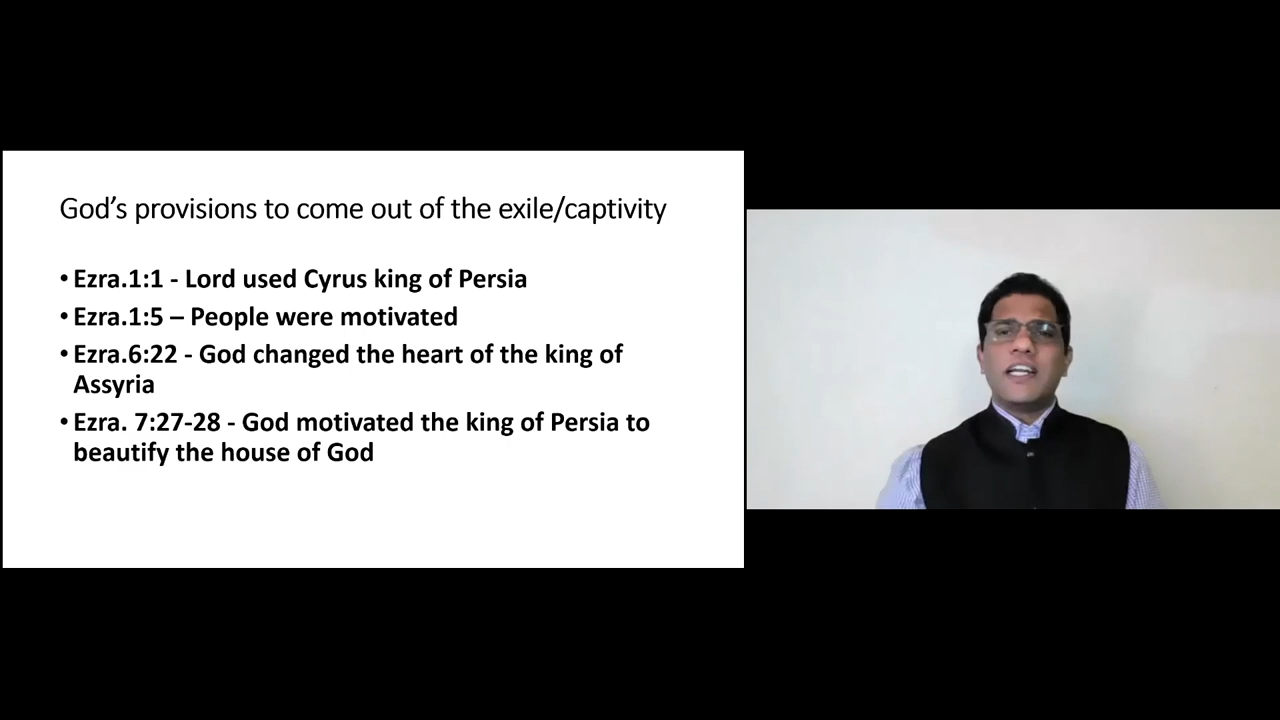 God’s provisions to come out of the exile/captivity
•Ezra.1:1 - Lord used Cyrus king of Persia
•Ezra.1:5 – People were motivated
•Ezra.6:22 - God changed the heart of the king of
Assyria
•Ezra. 7:27-28 - God motivated the king of Persia to
beautify the house of God